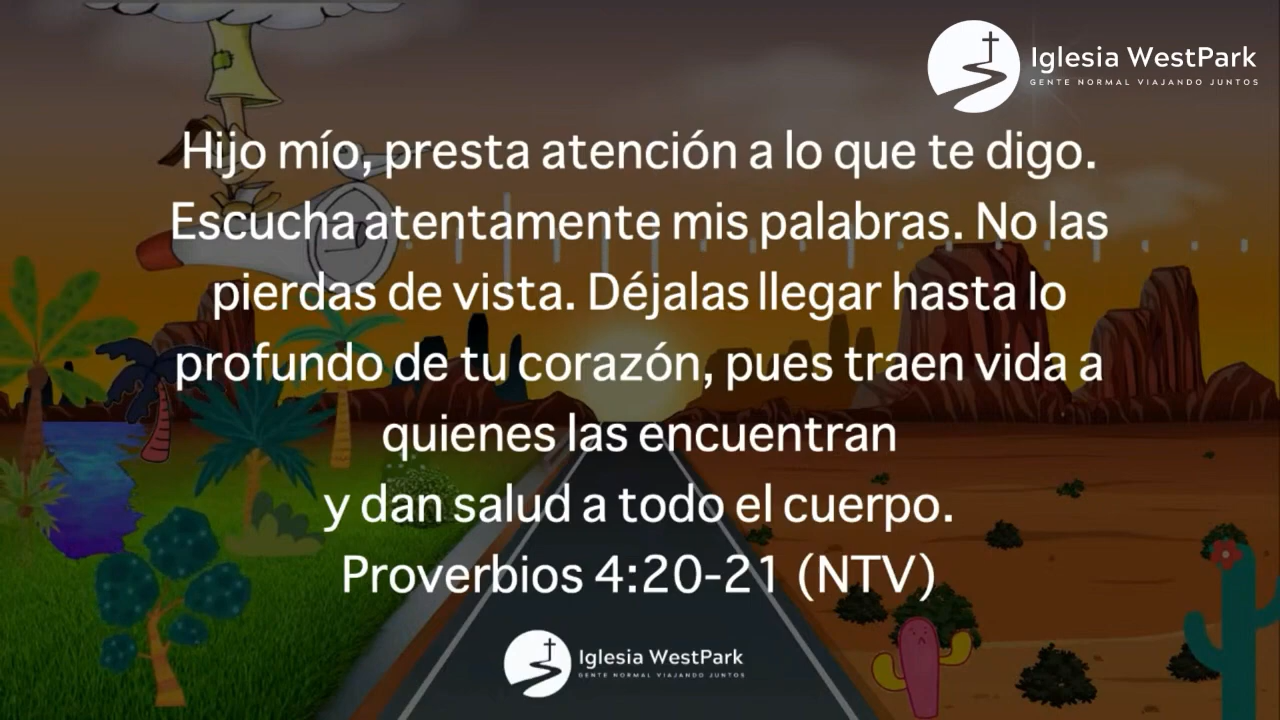 Iglesia WestPark
GENTE NORMAL VIAJANDO JUNTOS
Hijo mío, presta atención a lo que te digo.
Escucha atentamente mis palabras. No las
pierdas de vista. Déjalas llegar hasta lo
profundo de tu corazón, pues traen vida a
quienes las encuentran
y dan salud a todo el cuerpo.
Proverbios 4:20-21 (NTV)
Iglesia WestPark
GENTE NORMAL VIAJANDO JUNTOS